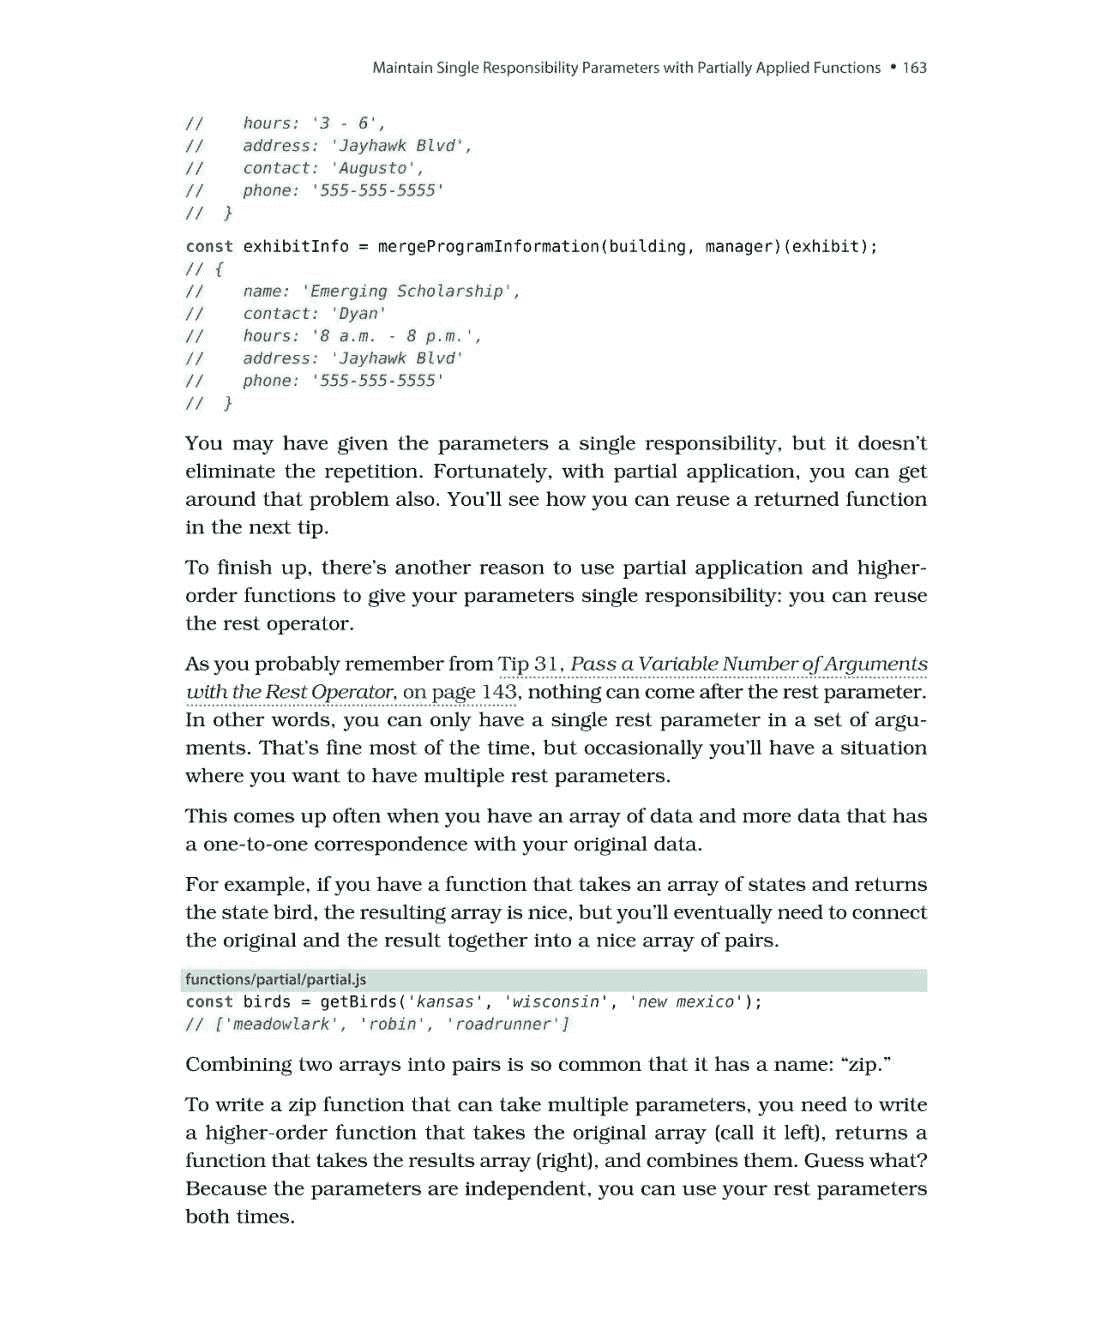 Maintain Single Responsibility Parameters with Partially Applied Functions • 163
//    hours: '3 - 6',
//    address: 'Jayhawk Blvd',
//    contact: 'Augusto',
//    phone: '555-555-5555'
//  }
const exhibitInfo = mergeProgramInformation(building, manager)(exhibit);
// {
//    name: 'Emerging Scholarship',
//    contact: 'Dyan'
//    hours: '8 a.m. - 8 p.m.',
//    address: 'Jayhawk Blvd'
//    phone: '555-555-5555'
//  }
You may have given the parameters a single responsibility, but it doesn't
eliminate the repetition. Fortunately, with partial application, you can get
around that problem also. You'll see how you can reuse a returned function
in the next tip.
To finish up, there's another reason to use partial application and higher-
order functions to give your parameters single responsibility: you can reuse
the rest operator.
As you probably remember from Tip 31, Pass a Variable Number of Arguments
with the Rest Operator, on page 143, nothing can come after the rest parameter.
In other words, you can only have a single rest parameter in a set of argu-
ments. That's fine most of the time, but occasionally you'll have a situation
where you want to have multiple rest parameters.
This comes up often when you have an array of data and more data that has
a one-to-one correspondence with your original data.
For example, if you have a function that takes an array of states and returns
the state bird, the resulting array is nice, but you'll eventually need to connect
the original and the result together into a nice array of pairs.
functions/partial/partial.js
const birds = getBirds('kansas', 'wisconsin', 'new mexico');
// ['meadowlark', 'robin', 'roadrunner']
Combining two arrays into pairs is so common that it has a name: “zip.”
To write a zip function that can take multiple parameters, you need to write
a higher-order function that takes the original array (call it left), returns a
function that takes the results array (right), and combines them. Guess what?
Because the parameters are independent, you can use your rest parameters
both times.